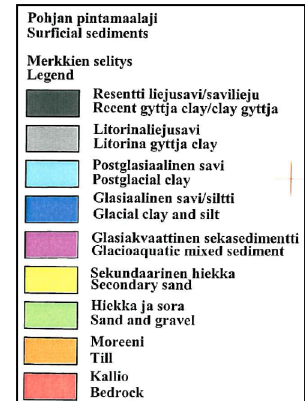 Pohjan pintamaalaji
Surficial sediments
Merkkien selitys
Legend
Resentti liejusavi/savilieju
Recent gyttja clay/clay gyttja
Litorinaliejusavi
Litorina gyttja clay
Postglasiaalinen savi
Postglacial clay
Glasiaalinen savi/siltti
Glacial clay and silt
Glasiakvaattinen sekasedimentti
Glacioaquatic mixed sediment
Sekundaarinen hiekka
Secondary sand
Hiekka ja sora
Sand and gravel
Moreeni
Till
Kallio
Bedrock